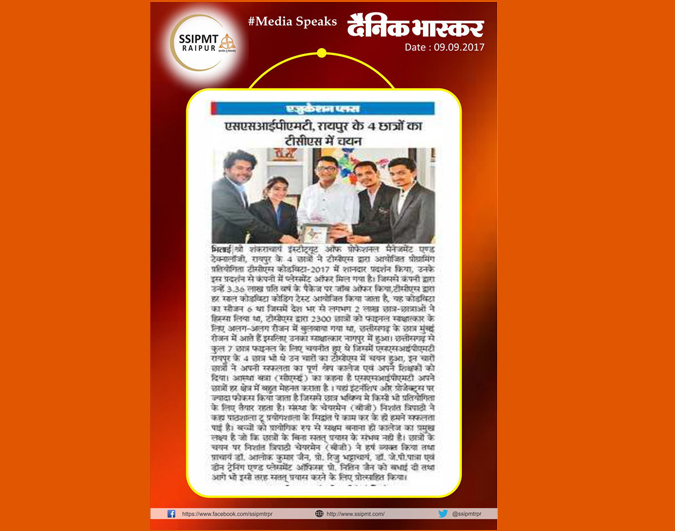 SSIPMT
RAIPUR
#Media Speaks
दैनिक भास्कर
Date : 09.09.2017
एजुकेशन प्लस
एसएसआईपीएमटी, रायपुर के 4 छात्रों का
टीसीएस में चयन
भिलाई। श्री शंकराचार्य इंस्टीट्यूट ऑफ प्रोफेशनल मैनेजमेंट एण्ड
टेक्नालॉजी, रायपुर के 4 छात्रों ने टीसीएस द्वारा आयोजित प्रोग्रामिंग
प्रतियोगिता टीसीएस कोडविटा-2017 में शानदार प्रदर्शन किया, उनके
इस प्रदर्शन से कंपनी में प्लेसमेंट ऑफर मिल गया है। जिससे कंपनी द्वारा
उन्हें 3.36 लाख प्रति वर्ष के पैकेज पर जॉब ऑफर किया,टीसीएस द्वारा
हर साल कोडविटा कोडिंग टेस्ट आयोजित किया जाता है, यह कोडविटा
का सीजन 6 था जिसमें देश भर से लगभग 2 लाख छात्र-छात्राओं ने
हिस्सा लिया था, टीसीएस द्वारा 2300 छात्रों को फाइनल साक्षात्कार के
लिए अलग-अलग रीजन में बुलवाया गया था, छत्तीसगढ़ के छात्र मुंबई
रीजन में आते हैं इसलिए उनका साक्षात्कार नागपुर में हुआ। छत्तीसगढ़ से
कुल 7 छात्र फाइनल के लिए चयनीत हुए थे जिसमें एसएसआईपीएमटी
रायपुर के 4 छात्र भी थे उन चारों का टीसीएस में चयन हुआ, इन चारों
छात्रों ने अपनी सफलता का पूर्ण श्रेय कालेज एवं अपने शिक्षकों को
दिया। आस्था बत्रा (सीएसई) का कहना है एसएसआईपीएमटी अपने
छात्रों हर क्षेत्र में बहुत मेहनत कराता है । यहां इंटर्नशिप और प्रोजेक्ट्स पर
ज्यादा फोकस किया जाता है जिससे छात्र भविष्य मे किसी भी प्रतियोगिता
के लिए तैयार रहता है। संस्था के चेयरमेन (बीजी) निशांत त्रिपाठी ने
कहा पाठशाला टू प्रयोगशाला के सिद्धांत पे काम कर के ही हमने सफलता
पाई है। बच्चों को प्रायोगिक रुप से सक्षम बनाना ही कालेज का प्रमुख
लक्ष्य है जो कि छात्रों के बिना सतत् प्रयास के संभव नही है। छात्रों के
चयन पर निशांत त्रिपाठी चेयरमेन (बीजी) ने हर्ष व्यक्त किया तथा
प्राचार्य डॉ. आलोक कुमार जैन, प्रो. रिजु भट्टाचार्य, डॉ. जे.पी.पात्रा एवं
डीन ट्रेनिंग एण्ड प्लेसमेंट ऑफिसर प्रो. नितिन जैन को बधाई दी तथा
आगे भी इसी तरह सतत् प्रयास करने के लिए प्रोत्साहित किया।
https://www.facebook.com/ssipmtrpr
http://www.ssipmt.com/
@ssipmtrpr